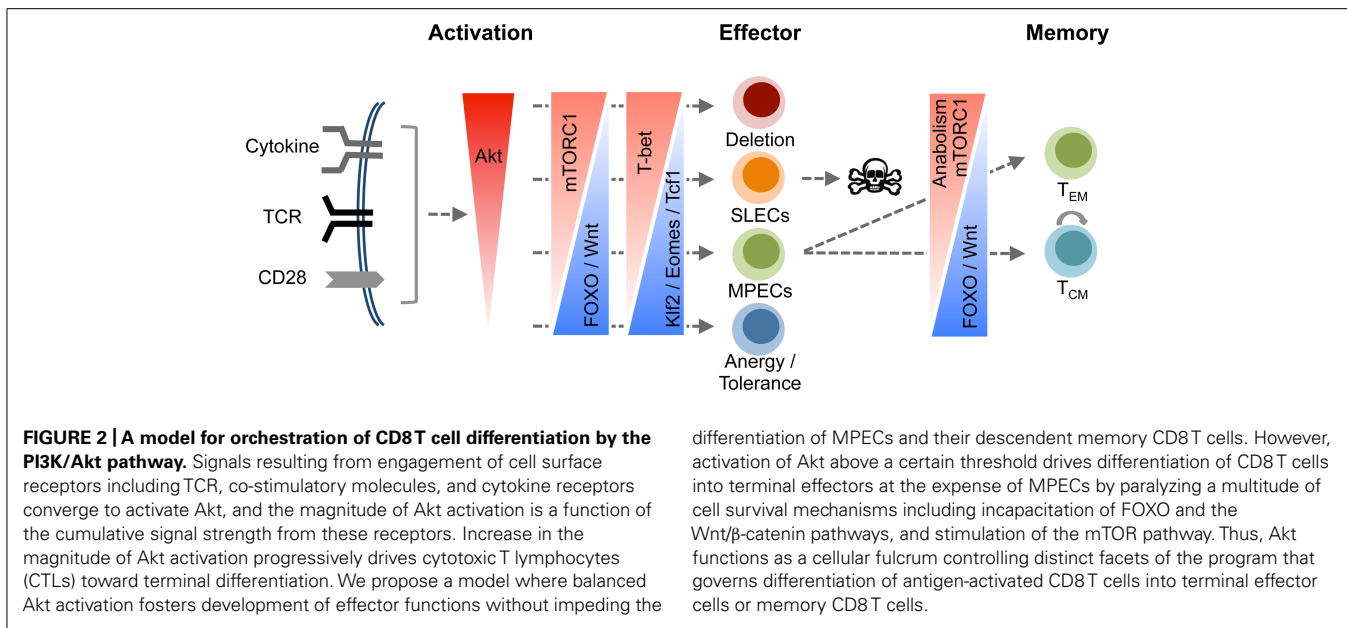 Activation
Effector
Memory
Cytokine
TCR
CD28
Akt
mTORC1
FOXO / Wnt
T-bet
Klf2 / Eomes / Tcf1
Deletion
SLECs
MPECs
Anergy /
Tolerance
Anabolism
mTORC1
FOXO / Wnt
TEM
TCM
FIGURE 2 | A model for orchestration of CD8 T cell differentiation by the
PI3K/Akt pathway. Signals resulting from engagement of cell surface
receptors including TCR, co-stimulatory molecules, and cytokine receptors
converge to activate Akt, and the magnitude of Akt activation is a function of
the cumulative signal strength from these receptors. Increase in the
magnitude of Akt activation progressively drives cytotoxic T lymphocytes
(CTLs) toward terminal differentiation. We propose a model where balanced
Akt activation fosters development of effector functions without impeding the
differentiation of MPECs and their descendent memory CD8 T cells. However,
activation of Akt above a certain threshold drives differentiation of CD8 T cells
into terminal effectors at the expense of MPECs by paralyzing a multitude of
cell survival mechanisms including incapacitation of FOXO and the
Wnt/β-catenin pathways, and stimulation of the mTOR pathway. Thus, Akt
functions as a cellular fulcrum controlling distinct facets of the program that
governs differentiation of antigen-activated CD8 T cells into terminal effector
cells or memory CD8 T cells.